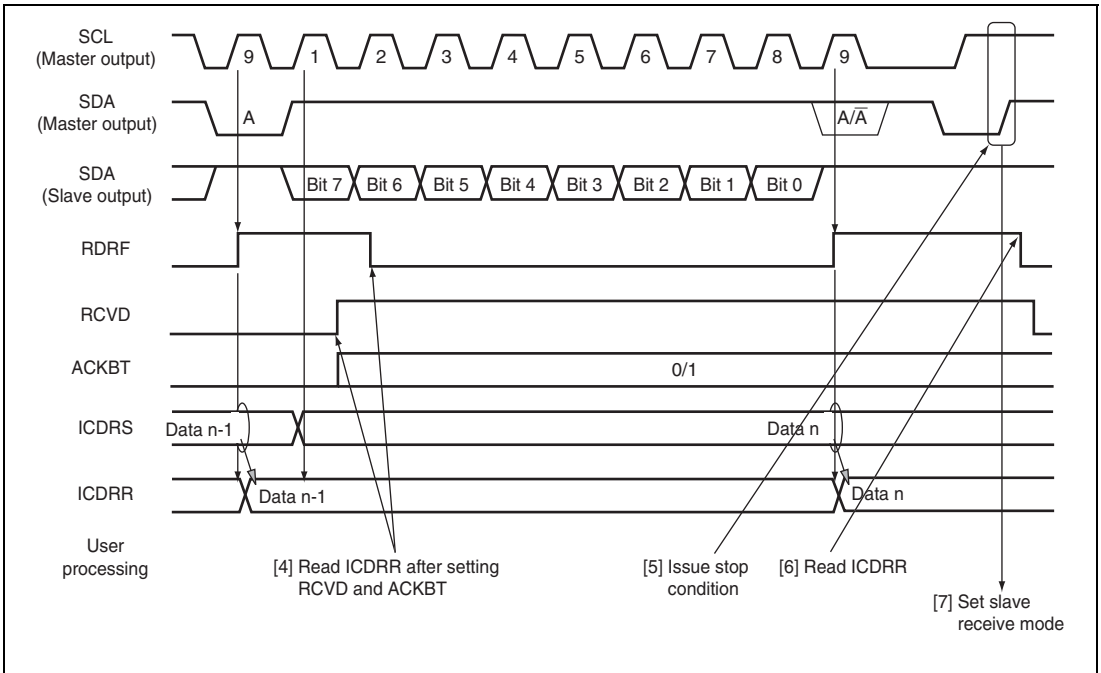 SCL
(Master output)
9 1 2 3 4 5 6 7 8 9
SDA
(Master output)
A A/A̅
SDA
(Slave output)
Bit 7 Bit 6 Bit 5 Bit 4 Bit 3 Bit 2 Bit 1 Bit 0
RDRF
RCVD
ACKBT
0/1
ICDRS
Data n-1 Data n
ICDRR
Data n-1 Data n
User
processing
[4] Read ICDRR after setting
RCVD and ACKBT
[5] Issue stop
condition
[6] Read ICDRR
[7] Set slave
receive mode